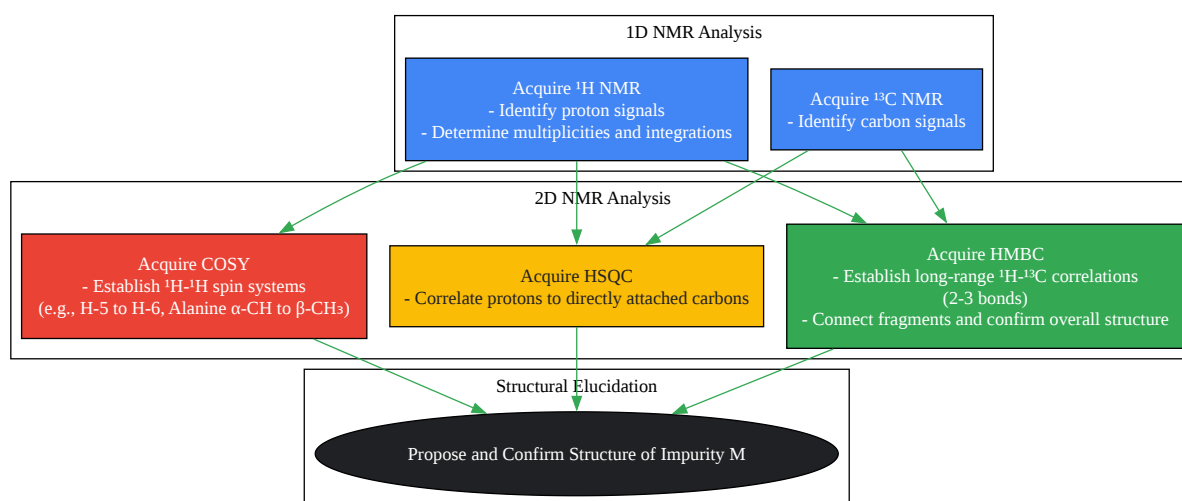 1D NMR Analysis
Acquire ¹H NMR
- Identify proton signals
- Determine multiplicities and integrations
Acquire ¹³C NMR
- Identify carbon signals
2D NMR Analysis
Acquire COSY
- Establish ¹H-¹H spin systems
(e.g., H-5 to H-6, Alanine α-CH to β-CH₃)
Acquire HSQC
- Correlate protons to directly attached carbons
Acquire HMBC
- Establish long-range ¹H-¹³C correlations
(2-3 bonds)
- Connect fragments and confirm overall structure
Structural Elucidation
Propose and Confirm Structure of Impurity M